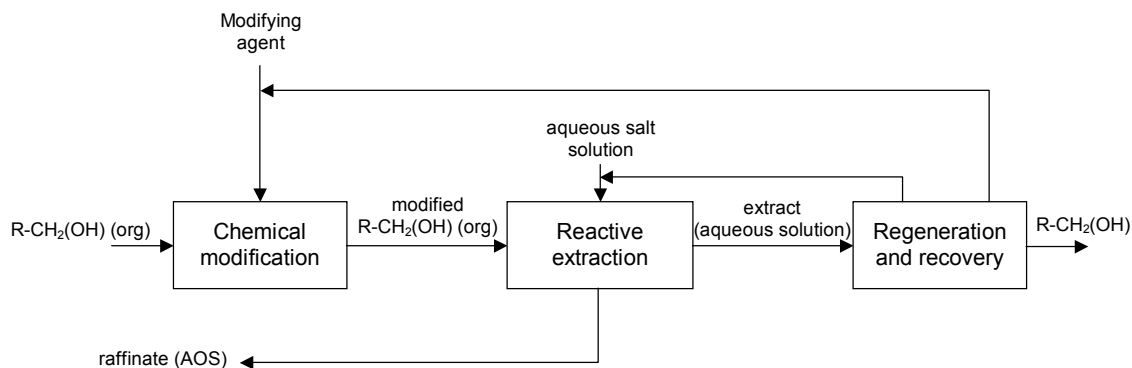 Modifying
agent
aqueous salt
solution
R-CH₂(OH) (org)
Chemical
modification
modified
R-CH₂(OH) (org)
Reactive
extraction
extract
(aqueous solution)
Regeneration
and recovery
R-CH₂(OH)
raffinate (AOS)